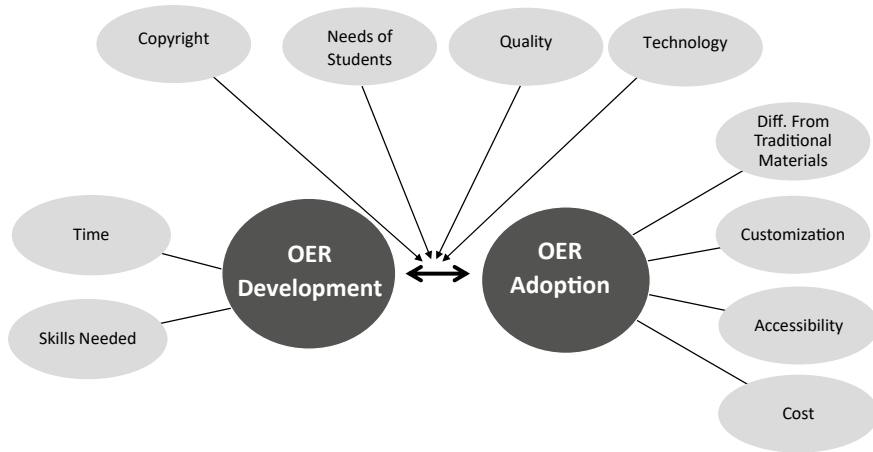 Copyright
Needs of
Students
Quality
Technology
Diff. From
Traditional
Materials
Time
OER
Development
OER
Adoption
Customization
Skills Needed
Accessibility
Cost